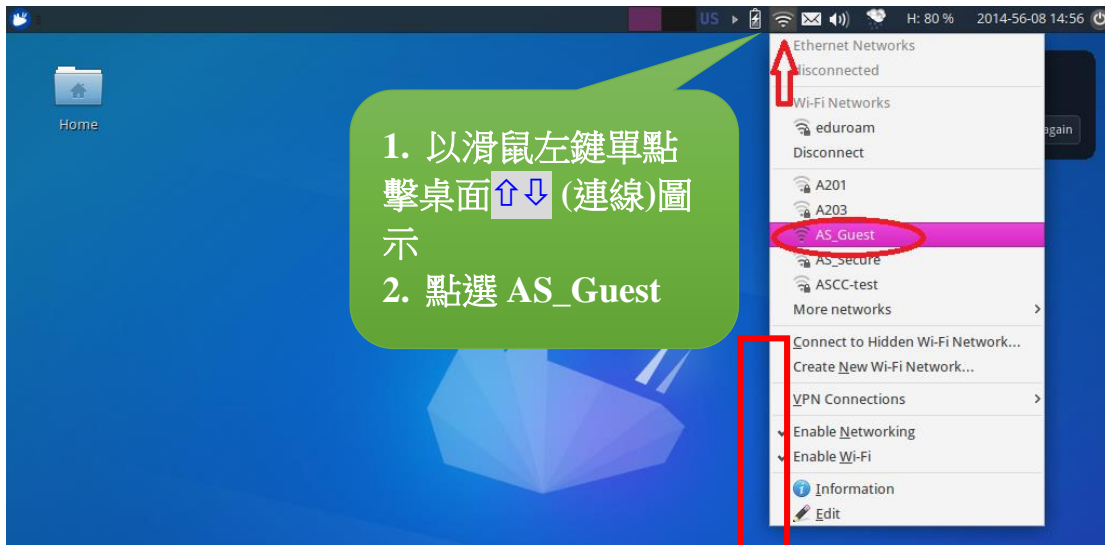 US H: 80 % 2014-56-08 14:56
Home
1. 以滑鼠左鍵單點
擊桌面⇧⇩ (連線)圖
示
2. 點選 AS_Guest
Ethernet Networks
disconnected
Wi-Fi Networks
eduroam
Disconnect
A201
A203
AS_Guest
AS_Secure
ASCC-test
More networks
Connect to Hidden Wi-Fi Network...
Create New Wi-Fi Network...
VPN Connections
Enable Networking
Enable Wi-Fi
Information
Edit
again